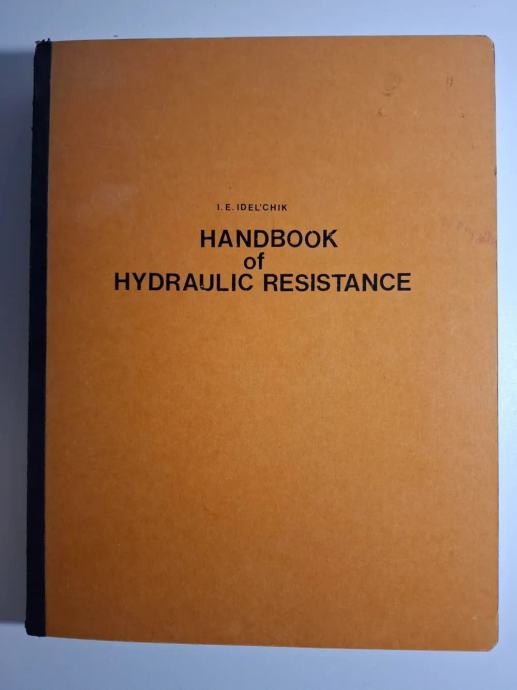 I. E. IDEL'CHIK
HANDBOOK
of
HYDRAULIC RESISTANCE